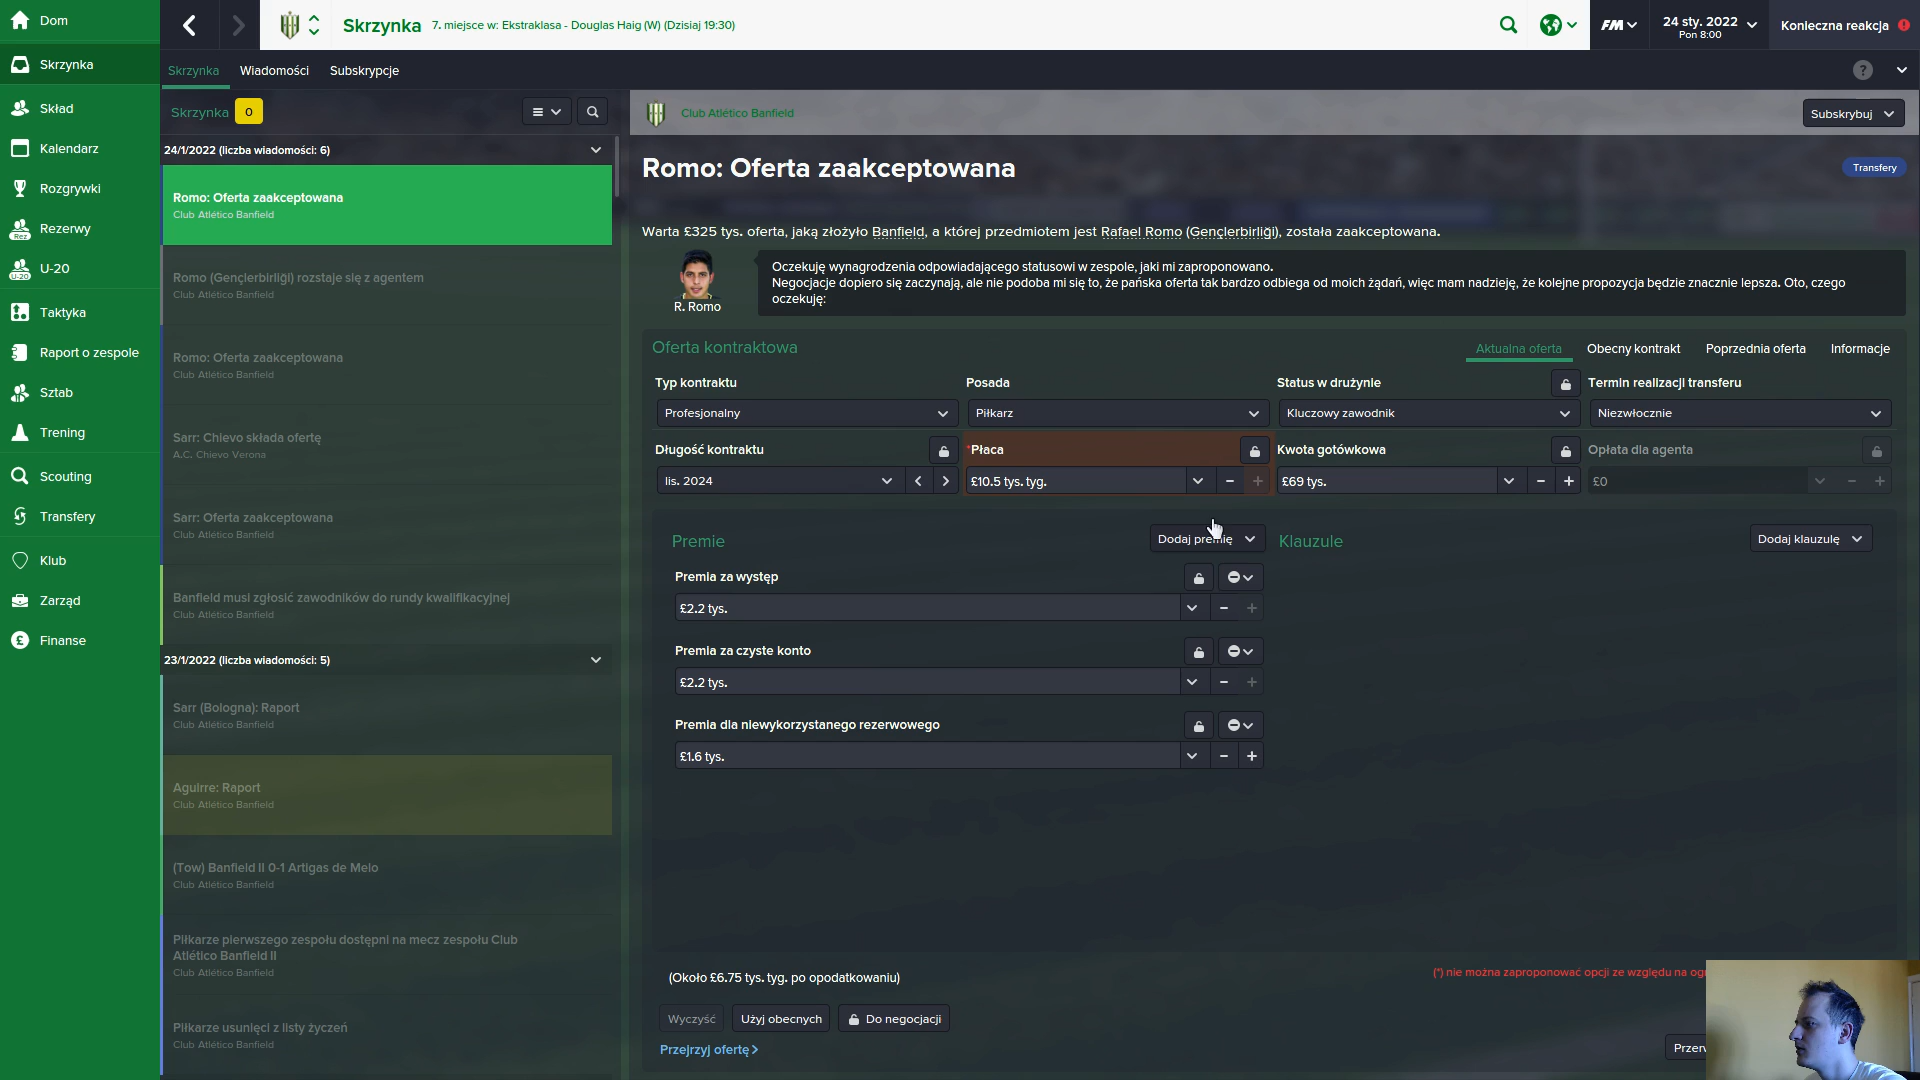 Dom
Skrzynka
Skład
Kalendarz
Rozgrywki
Rez
Rezerwy
U-20
U-20
Taktyka
Raport o zespole
Sztab
Trening
Scouting
Transfery
Klub
Zarząd
Finanse
Skrzynka
7. miejsce w: Ekstraklasa - Douglas Haig (W) (Dzisiaj 19:30)
FM
24 sty. 2022
Pon 8:00
Konieczna reakcja
Skrzynka
Wiadomości
Subskrypcje
?
Skrzynka 0
24/1/2022 (liczba wiadomości: 6)
Romo: Oferta zaakceptowana
Club Atlético Banfield
Romo (Gençlerbirliği) rozstaje się z agentem
Club Atlético Banfield
Romo: Oferta zaakceptowana
Club Atlético Banfield
Sarr: Chievo składa ofertę
A.C. Chievo Verona
Sarr: Oferta zaakceptowana
Club Atlético Banfield
Banfield musi zgłosić zawodników do rundy kwalifikacyjnej
Club Atlético Banfield
23/1/2022 (liczba wiadomości: 5)
Sarr (Bologna): Raport
Club Atlético Banfield
Aguirre: Raport
Club Atlético Banfield
(Tow) Banfield II 0-1 Artigas de Melo
Club Atlético Banfield
Piłkarze pierwszego zespołu dostępni na mecz zespołu Club
Atlético Banfield II
Club Atlético Banfield
Piłkarze usunięci z listy życzeń
Club Atlético Banfield
Club Atlético Banfield
Subskrybuj
Romo: Oferta zaakceptowana
Transfery
Warta £325 tys. oferta, jaką złożyło Banfield, a której przedmiotem jest Rafael Romo (Gençlerbirliği), została zaakceptowana.
R. Romo
Oczekuję wynagrodzenia odpowiadającego statusowi w zespole, jaki mi zaproponowano.
Negocjacje dopiero się zaczynają, ale nie podoba mi się to, że pańska oferta tak bardzo odbiega od moich żądań, więc mam nadzieję, że kolejne propozycja będzie znacznie lepsza. Oto, czego
oczekuję:
Oferta kontraktowa
Aktualna oferta
Obecny kontrakt
Poprzednia oferta
Informacje
Typ kontraktu
Posada
Status w drużynie
Termin realizacji transferu
Profesjonalny
Piłkarz
Kluczowy zawodnik
Niezwłocznie
Długość kontraktu
*Płaca
Kwota gotówkowa
Opłata dla agenta
lis. 2024
£10.5 tys. tyg.
£69 tys.
£0
Premie
Dodaj premię
Klauzule
Dodaj klauzulę
Premia za występ
£2.2 tys.
Premia za czyste konto
£2.2 tys.
Premia dla niewykorzystanego rezerwowego
£1.6 tys.
(Około £6.75 tys. tyg. po opodatkowaniu)
(*) nie można zaproponować opcji ze względu na
Wyczyść
Użyj obecnych
Do negocjacji
Przejrzyj ofertę